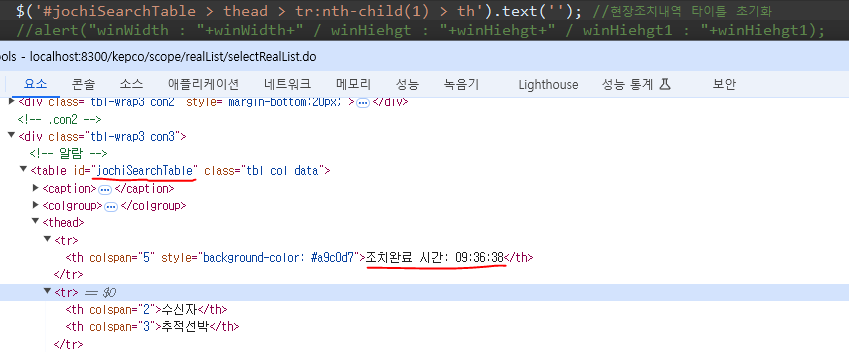 $('#jochiSearchTable > thead > tr:nth-child(1) > th').text(''); //현장조치내역 타이틀 초기화
//alert("winWidth : "+winWidth+" / winHiehgt : "+winHiehgt+" / winHiehgt1 : "+winHiehgt1);
ools - localhost:8300/kepco/scope/realList/selectRealList.do
요소 콘솔 소스 애플리케이션 네트워크 메모리 성능 녹음기 Lighthouse 성능 통계 보안
▶<div class="tbl-wrap3 con2" style="margin-bottom:20px;">…</div>
<!-- .con2 -->
▼<div class="tbl-wrap3 con3">
<!-- 알람 -->
▼<table id="jochiSearchTable" class="tbl col data">
▶<caption>…</caption>
▶<colgroup>…</colgroup>
▼<thead>
▼<tr>
<th colspan="5" style="background-color: #a9c0d7">조치완료 시간: 09:36:38</th>
</tr>
▼<tr> == $0
<th colspan="2">수신자</th>
<th colspan="3">추적선박</th>
</tr>